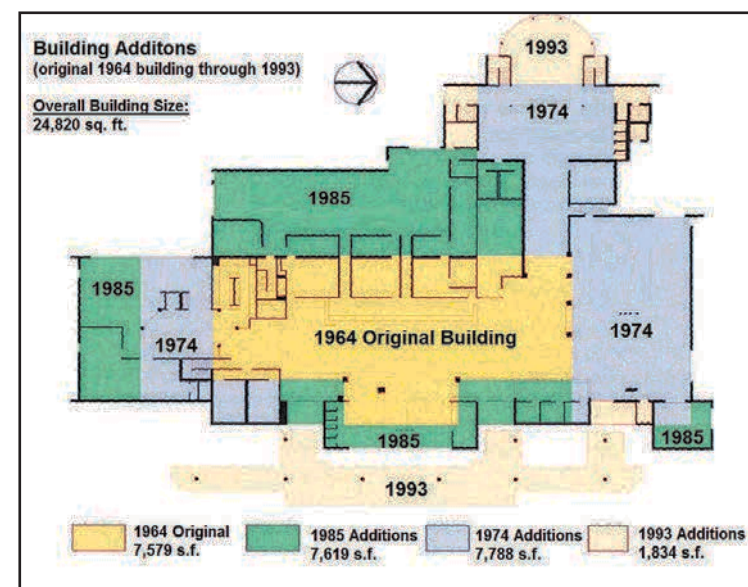 Building Additons
(original 1964 building through 1993)
Overall Building Size:
24,820 sq. ft.
1993
1974
1985
1985
1974
1964 Original Building
1974
1985
1985
1993
1964 Original
7,579 s.f.
1985 Additions
7,619 s.f.
1974 Additions
7,788 s.f.
1993 Additions
1,834 s.f.